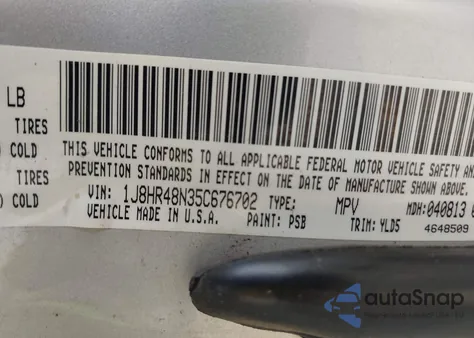 LB
TIRES
COLD
TIRES
COLD
THIS VEHICLE CONFORMS TO ALL APPLICABLE FEDERAL MOTOR VEHICLE SAFETY AND
PREVENTION STANDARDS IN EFFECT ON THE DATE OF MANUFACTURE SHOWN ABOVE.
VIN: 1J8HR48N35C676702 TYPE: MPV MDH:040813
VEHICLE MADE IN U.S.A. PAINT: PSB TRIM: YLD5 4648509
autoSnap